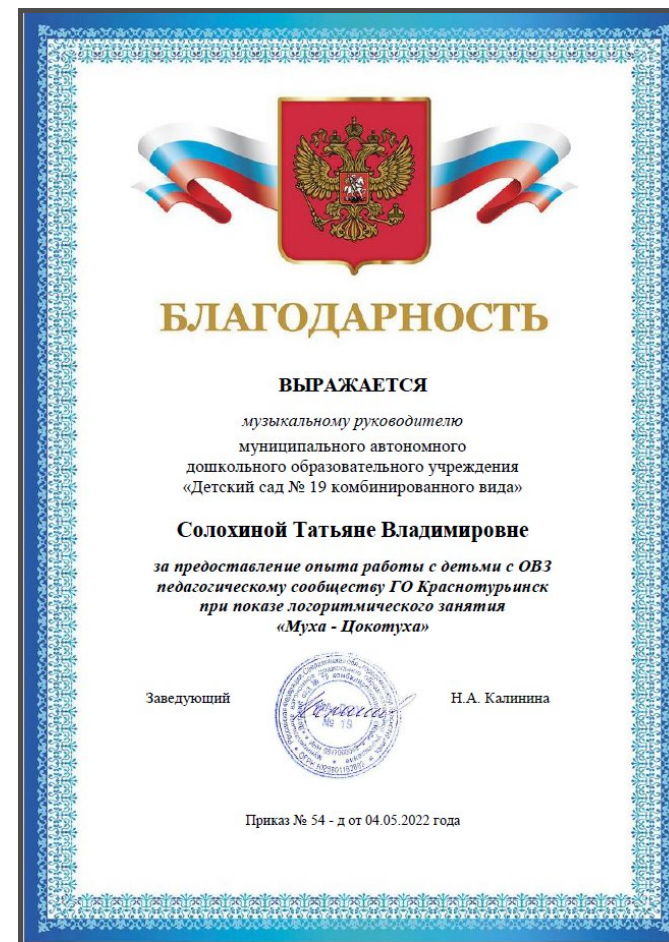 БЛАГОДАРНОСТЬ
ВЫРАЖАЕТСЯ
музыкальному руководителю
муниципального автономного
дошкольного образовательного учреждения
«Детский сад № 19 комбинированного вида»
Солохиной Татьяне Владимировне
за предоставление опыта работы с детьми с ОВЗ
педагогическому сообществу ГО Краснотурьинск
при показе логоритмического занятия
«Муха - Цокотуха»
Заведующий
№ 19
Н.А. Калинина
Приказ № 54 - д от 04.05.2022 года